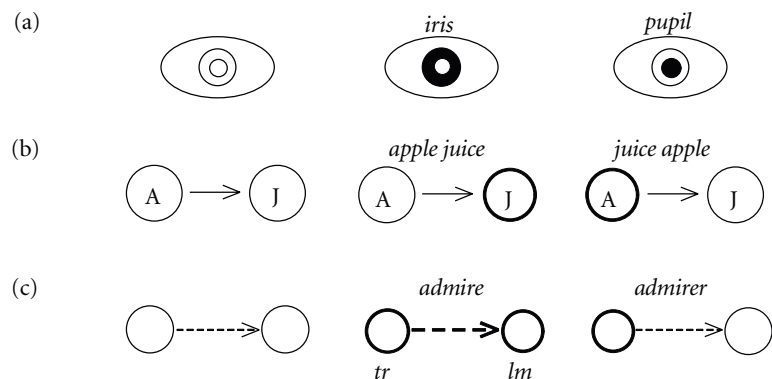 (a) iris pupil
(b) apple juice juice apple
A J A J A J
(c) admire admirer
tr lm